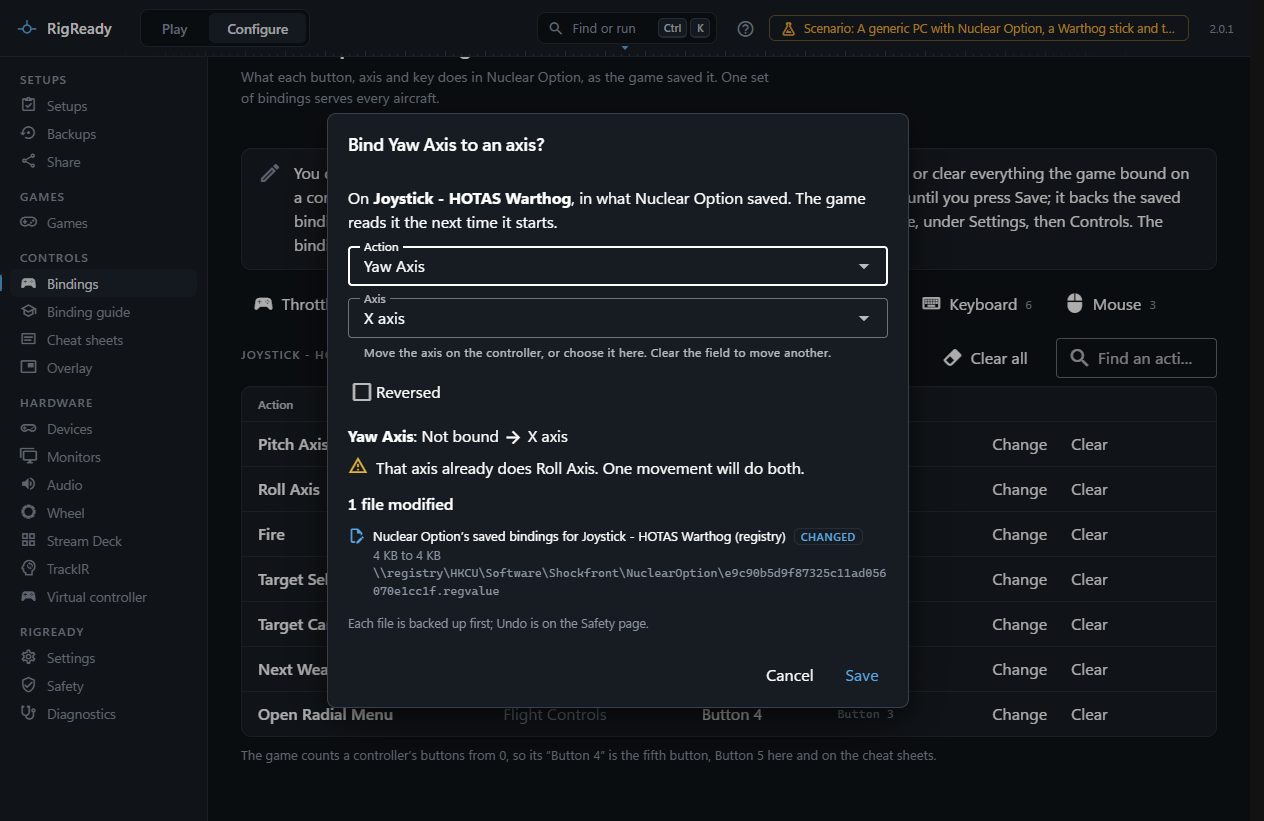 RigReady
Play
Configure
Find or run
Ctrl
K
Scenario: A generic PC with Nuclear Option, a Warthog stick and t...
2.0.1
SETUPS
Setups
Backups
Share
GAMES
Games
CONTROLS
Bindings
Binding guide
Cheat sheets
Overlay
HARDWARE
Devices
Monitors
Audio
Wheel
Stream Deck
TrackIR
Virtual controller
RIGREADY
Settings
Safety
Diagnostics
What each button, axis and key does in Nuclear Option, as the game saved it. One set
of bindings serves every aircraft.
or clear everything the game bound on
until you press Save; it backs the saved
under Settings, then Controls. The
Keyboard 6
Mouse 3
JOYSTICK - HO
Clear all
Find an acti...
Action
Pitch Axis
Change
Clear
Roll Axis
Change
Clear
Fire
Change
Clear
Target
Change
Clear
Target
Change
Clear
Next
Change
Clear
Open Radial Menu
Flight Controls
Button 4
Button 3
Change
Clear
The game counts a controller's buttons from 0, so its “Button 4” is the fifth button, Button 5 here and on the cheat sheets.
Bind Yaw Axis to an axis?
On Joystick - HOTAS Warthog, in what Nuclear Option saved. The game
reads it the next time it starts.
Action
Yaw Axis
Axis
X axis
Move the axis on the controller, or choose it here. Clear the field to move another.
Reversed
Yaw Axis: Not bound → X axis
That axis already does Roll Axis. One movement will do both.
1 file modified
Nuclear Option’s saved bindings for Joystick - HOTAS Warthog (registry) CHANGED
4 KB to 4 KB
\\registry\HKCU\Software\Shockfront\NuclearOption\e9c90b5d9f87325c11ad056
070e1cc1f.regvalue
Each file is backed up first; Undo is on the Safety page.
Cancel
Save